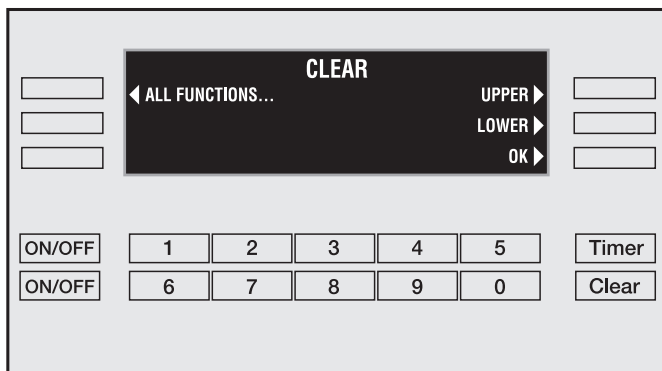 CLEAR
ALL FUNCTIONS... UPPER
LOWER
OK
ON/OFF 1 2 3 4 5 Timer
ON/OFF 6 7 8 9 0 Clear